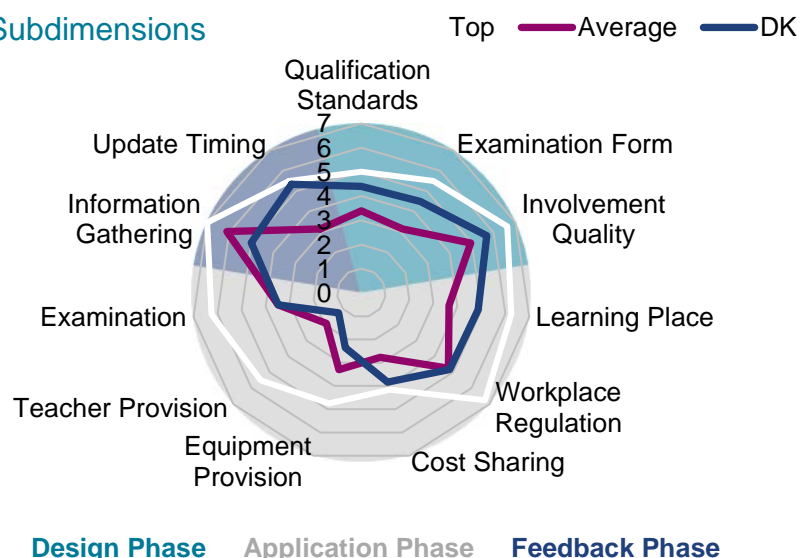 Subdimensions
Top Average DK
Qualification
Standards
Update Timing
Examination Form
Information
Gathering
Involvement
Quality
7
6
5
4
3
2
1
0
Examination
Learning Place
Teacher Provision
Workplace
Regulation
Equipment
Provision
Cost Sharing
Design Phase Application Phase Feedback Phase